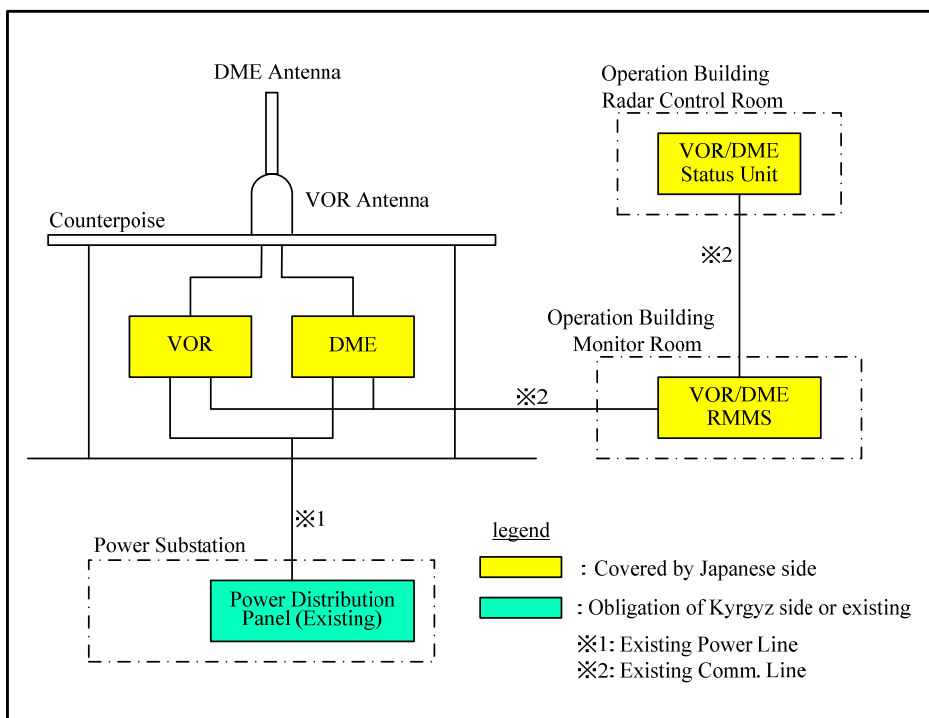 DME Antenna
VOR Antenna
Counterpoise
VOR
DME
Operation Building
Radar Control Room
VOR/DME
Status Unit
※2
Operation Building
Monitor Room
VOR/DME
RMMS
※2
※1
Power Substation
Power Distribution
Panel (Existing)
legend
: Covered by Japanese side
: Obligation of Kyrgyz side or existing
※1: Existing Power Line
※2: Existing Comm. Line